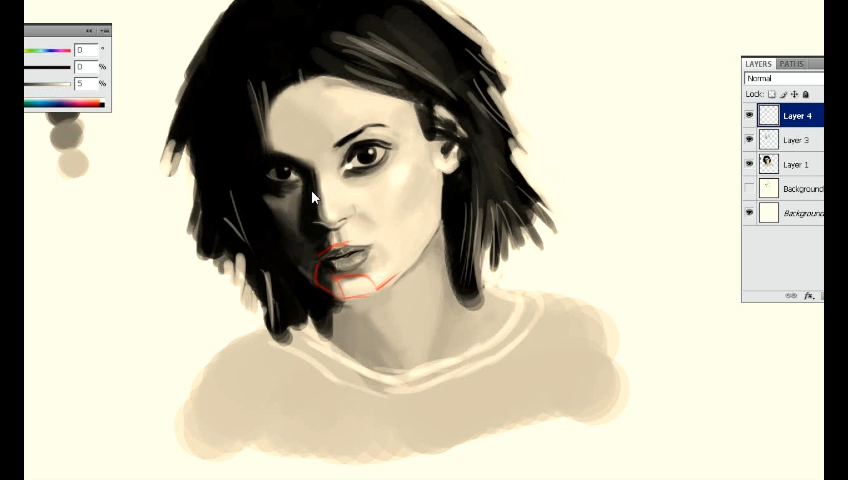 0 °
0 %
5 %
LAYERS PATHS
Normal
Lock:
Layer 4
Layer 3
Layer 1
Background
Background
fx.